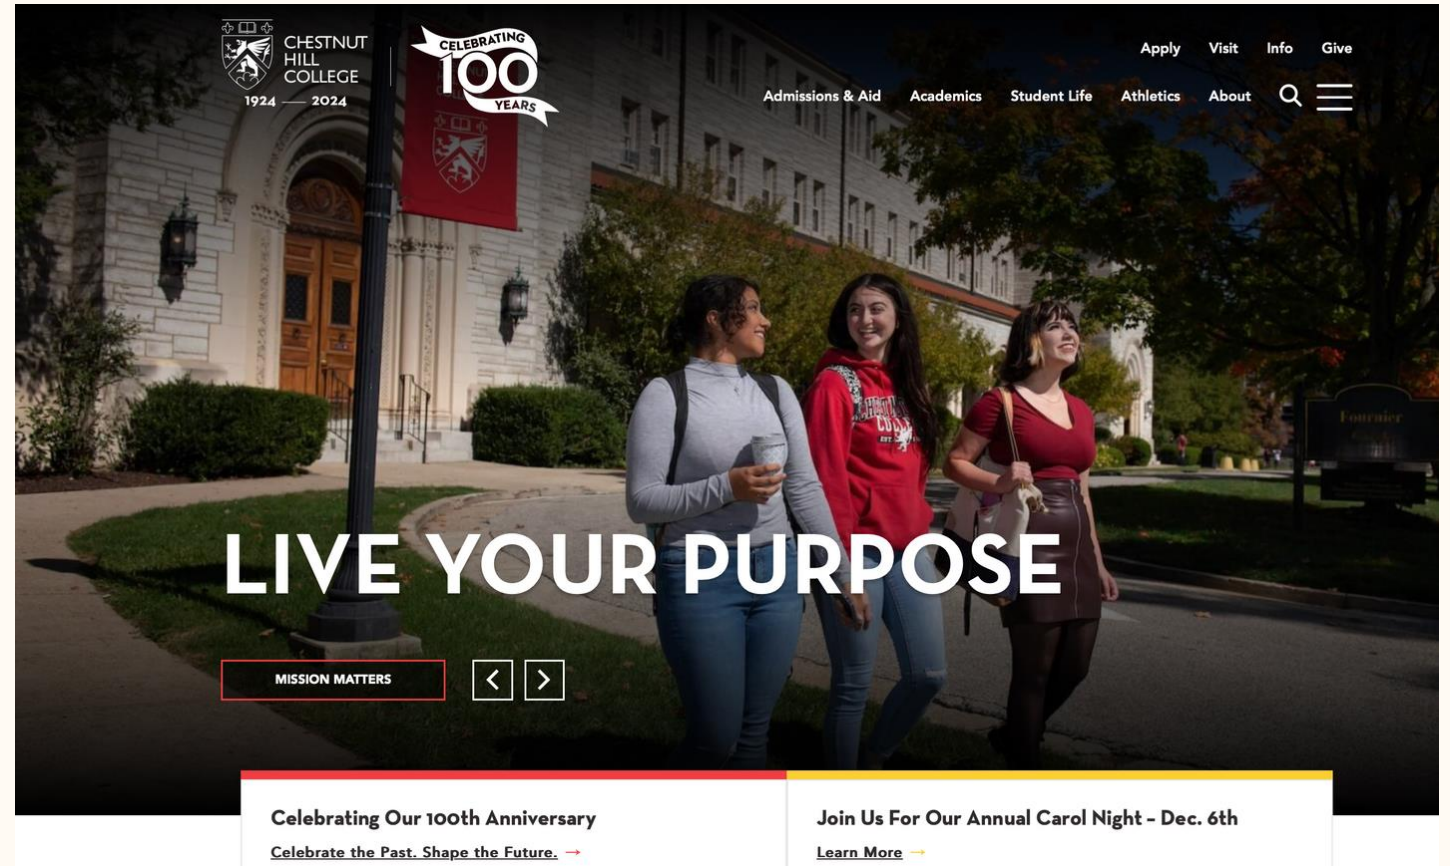 CHESTNUT
HILL
COLLEGE
1924 — 2024
CELEBRATING
100
YEARS
Apply Visit Info Give
Admissions & Aid Academics Student Life Athletics About
Fournier
LIVE YOUR PURPOSE
MISSION MATTERS
Celebrating Our 100th Anniversary
Celebrate the Past. Shape the Future. →
Join Us For Our Annual Carol Night – Dec. 6th
Learn More →